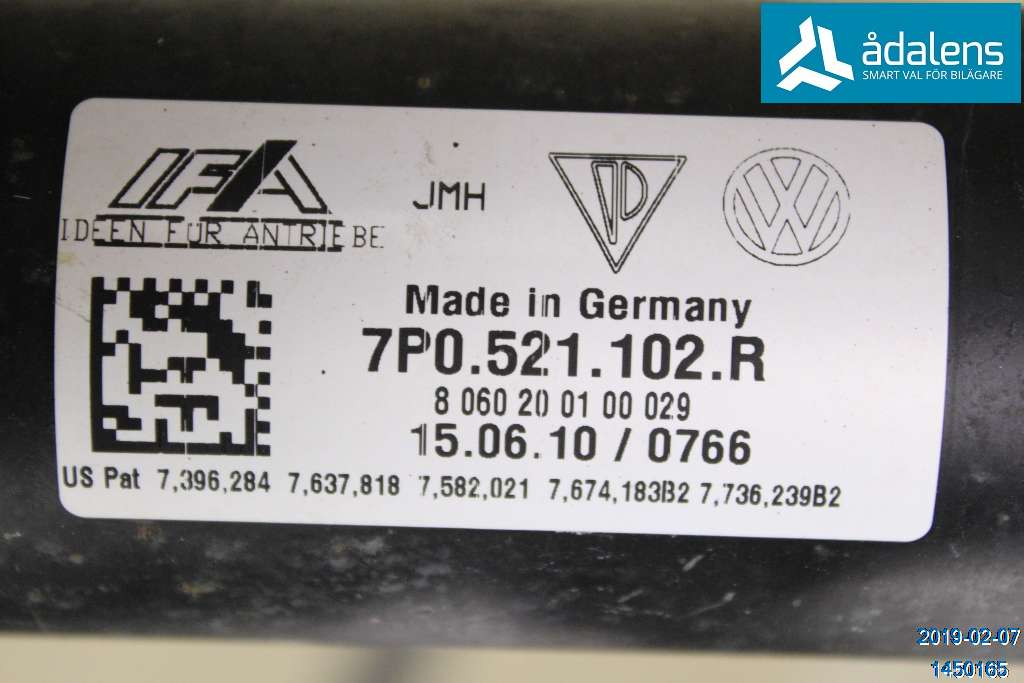 ådalens
SMART VAL FÖR BILÄGARE
IFA
IDEEN FÜR ANTRIEBE
JMH
VW
Made in Germany
7P0.521.102.R
8 060 20 0100 029
15.06.10 / 0766
US Pat 7,396,284 7,637,818 7,582,021 7,674,183B2 7,736,239B2
2019-02-07
1450165